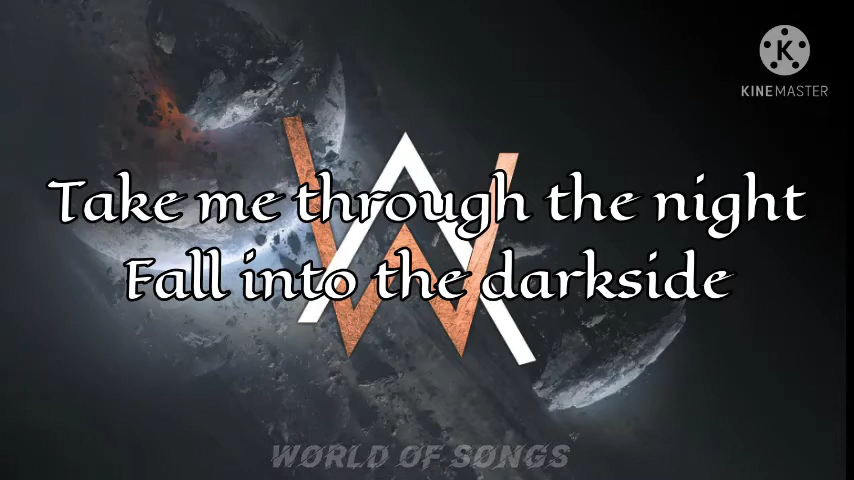 K
KINEMASTER
Take me through the night
Fall into the darkside
WORLD OF SONGS